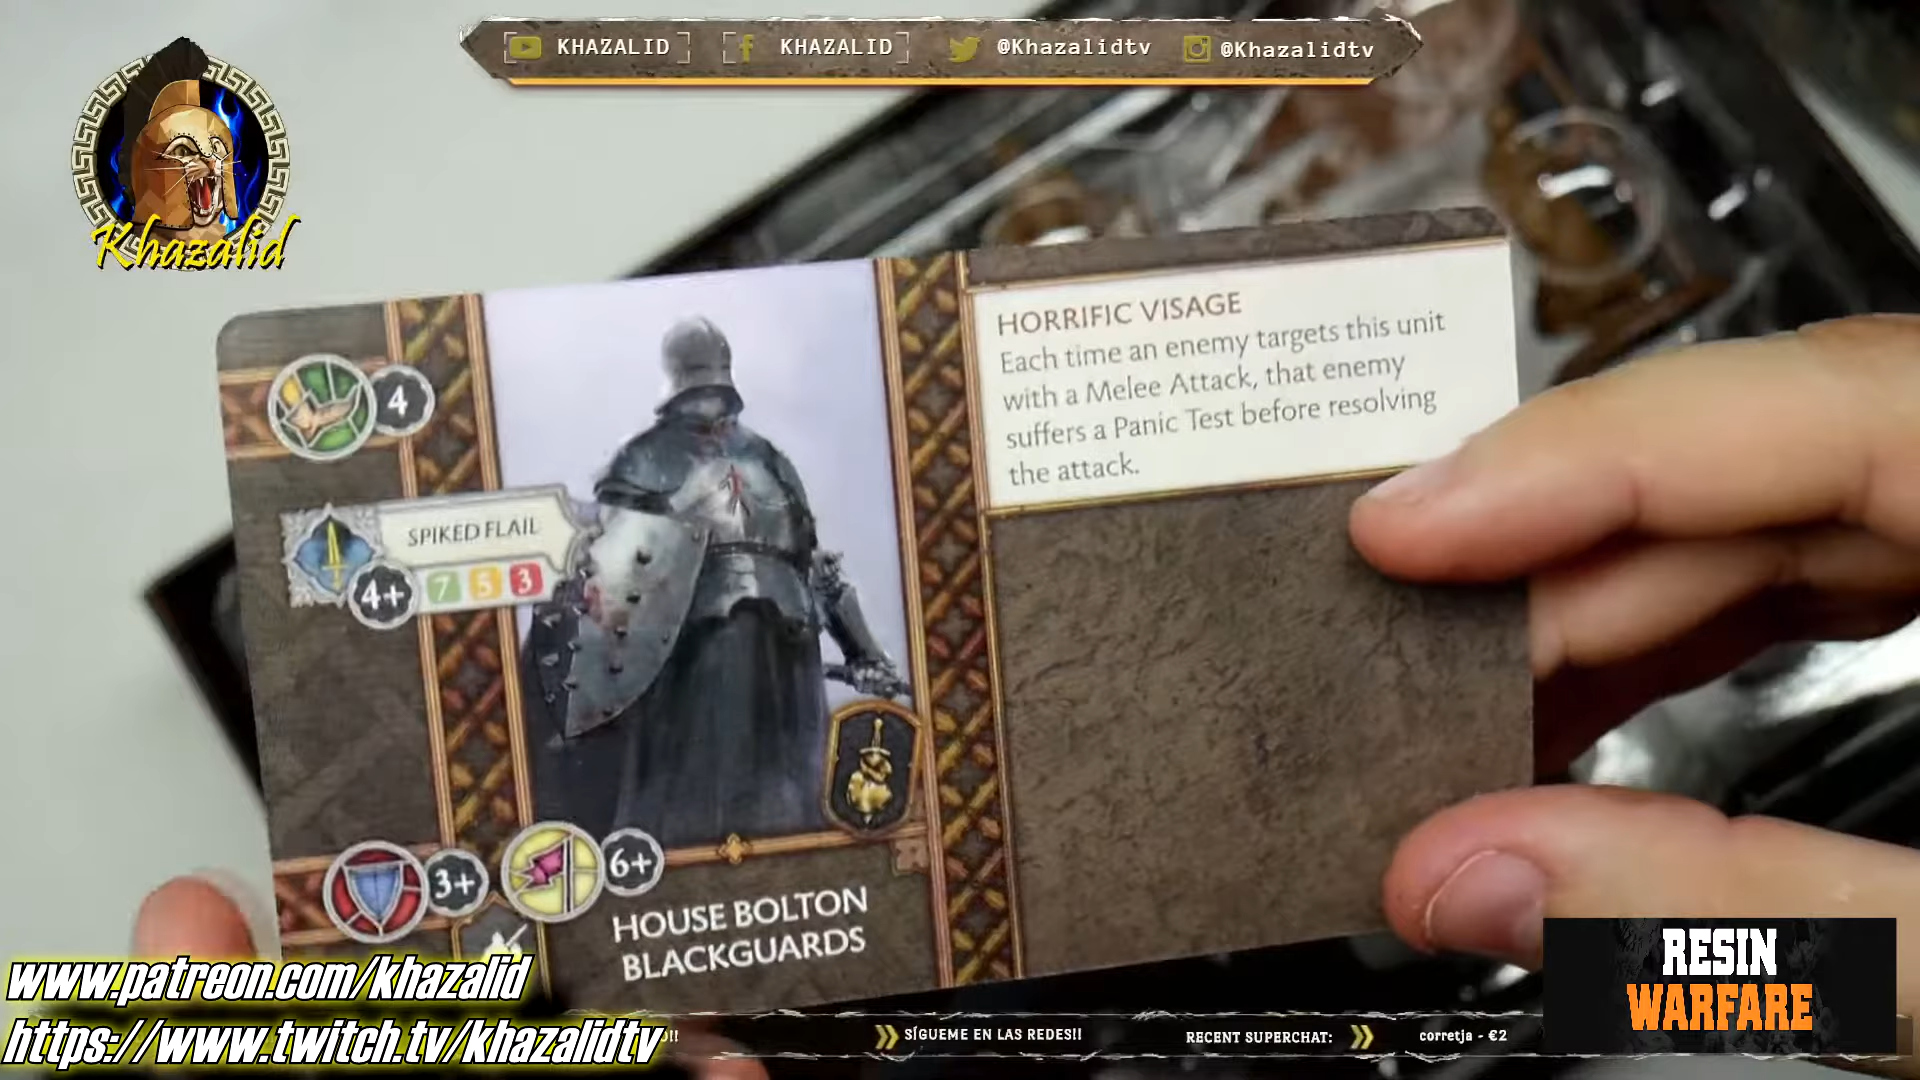 KHAZALID
KHAZALID
@Khazalidtv
@Khazalidtv
Khazalid
4
HORRIFIC VISAGE
Each time an enemy targets this unit
with a Melee Attack, that enemy
suffers a Panic Test before resolving
the attack.
SPIKED FLAIL
4+ 7 5 3
3+
6+
HOUSE BOLTON
BLACKGUARDS
www.patreon.com/khazalid
https://www.twitch.tv/khazalidtv
SÍGUEME EN LAS REDES!!
RECENT SUPERCHAT:
corretja - €2
RESIN
WARFARE